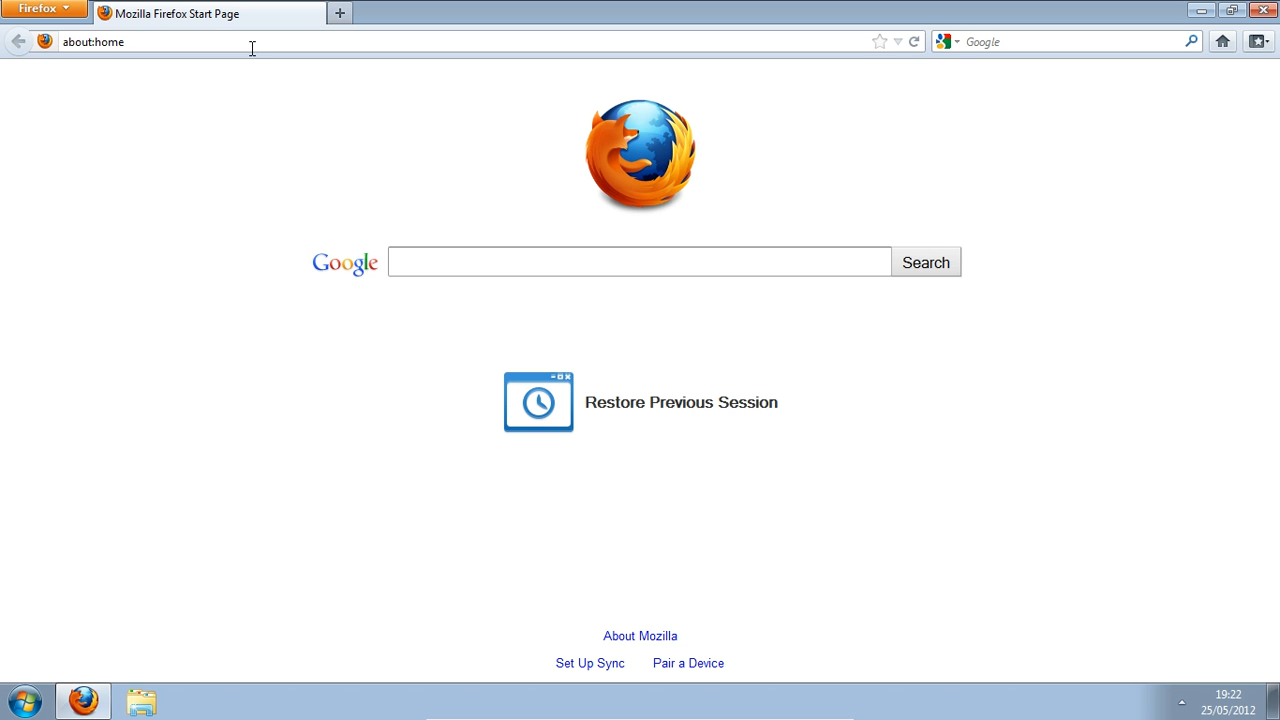 Firefox
Mozilla Firefox Start Page
about:home
Google
Google
Search
Restore Previous Session
About Mozilla
Set Up Sync
Pair a Device
19:22
25/05/2012